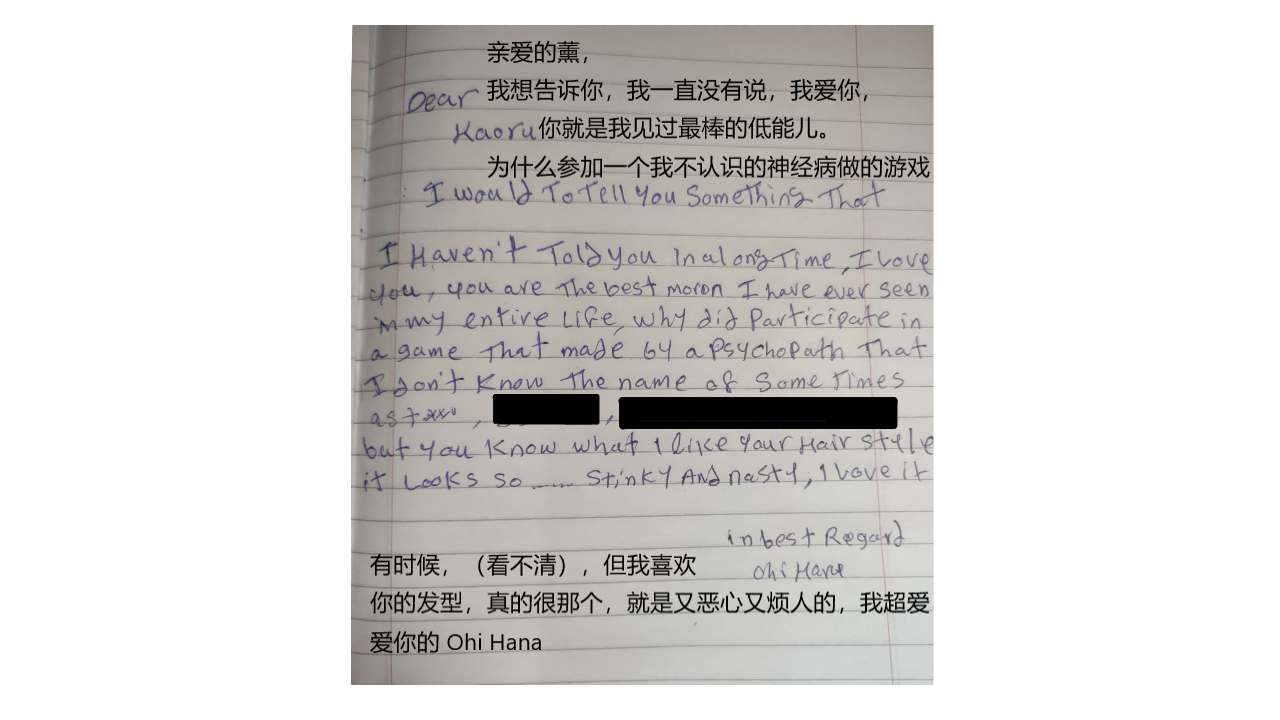 亲爱的薰，
我想告诉你，我一直没有说，我爱你，
Dear
Kaoru 你就是我见过最棒的低能儿。
为什么参加一个我不认识的神经病做的游戏
I would To Tell you Something That
I Haven't Told you In a long Time, I Love
you, you are The best moron I have ever seen
in my entire Life, why did Participate in
a game That made by a PsychoPath That
I don't Know The name of Some Times
as
but you Know what I like your Hair style
it Looks so ...... Stinky And nasty, I love it
in best Regard
Ohi Hana
有时候，（看不清），但我喜欢
你的发型，真的很那个，就是又恶心又烦人的，我超爱
爱你的 Ohi Hana